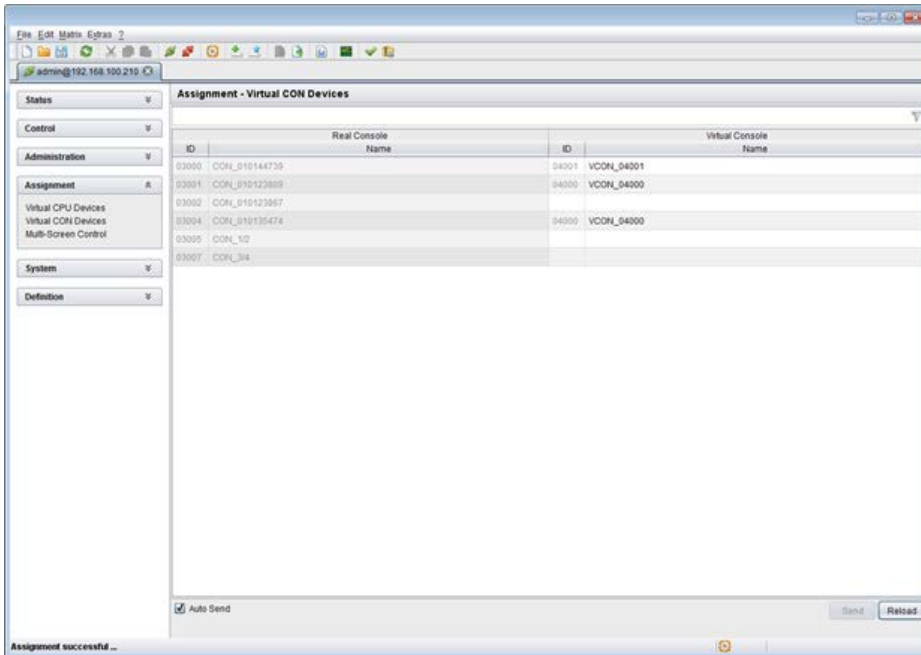 File Edit Matrix Extras ?
admin@192.168.100.210
Status
Control
Administration
Assignment
Virtual CPU Devices
Virtual CON Devices
Multi-Screen Control
System
Definition
Assignment - Virtual CON Devices
Real Console Virtual Console
ID Name ID Name
03000 CON_010144739 04001 VCON_04001
03001 04000 VCON_04000
03002
03004 CON_010135474 04000 VCON_04000
03005 CON_1/2
03007 CON_3/4
Auto Send
Send Reload
Assignment successful ...